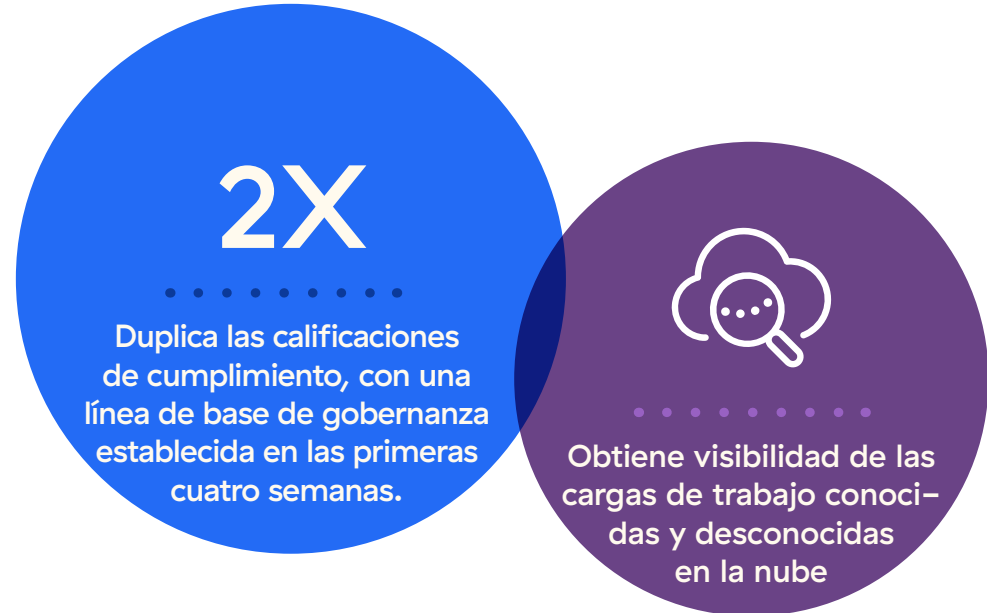 2X
Duplica las calificaciones
de cumplimiento, con una
línea de base de gobernanza
establecida en las primeras
cuatro semanas.
Obtiene visibilidad de las
cargas de trabajo conoci-
das y desconocidas
en la nube